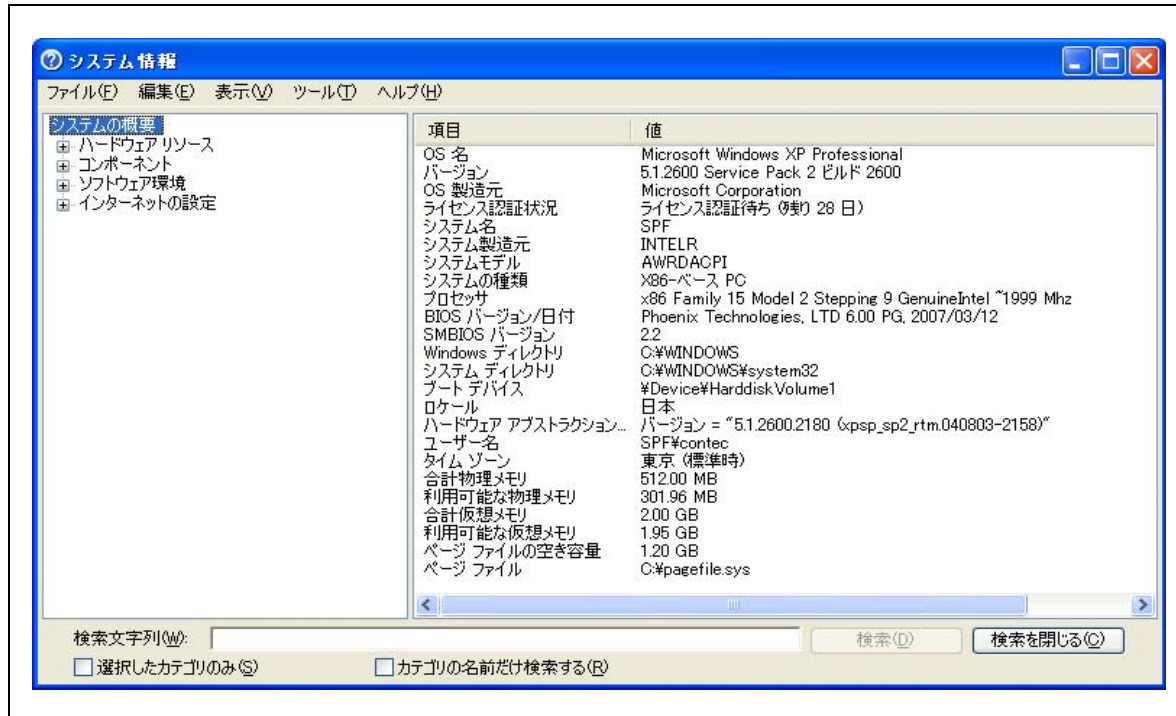 システム情報
ファイル(F) 編集(E) 表示(V) ツール(T) ヘルプ(H)
システムの概要
ハードウェア リソース
コンポーネント
ソフトウェア環境
インターネットの設定
項目 値
OS 名 Microsoft Windows XP Professional
バージョン 5.1.2600 Service Pack 2 ビルド 2600
OS 製造元 Microsoft Corporation
ライセンス認証状況 ライセンス認証待ち (残り 28 日)
システム名 SPF
システム製造元 INTELR
システムモデル AWRDACPI
システムの種類 X86-ベース PC
プロセッサ x86 Family 15 Model 2 Stepping 9 GenuineIntel ~1999 Mhz
BIOS バージョン/日付 Phoenix Technologies, LTD 6.00 PG, 2007/03/12
SMBIOS バージョン 2.2
Windows ディレクトリ C:¥WINDOWS
システム ディレクトリ C:¥WINDOWS¥system32
ブート デバイス ¥Device¥HarddiskVolume1
ロケール 日本
ハードウェア アブストラクション... バージョン = "5.1.2600.2180 (xpsp_sp2_rtm.040803-2158)"
ユーザー名 SPF¥contec
タイム ゾーン 東京 (標準時)
合計物理メモリ 512.00 MB
利用可能な物理メモリ 301.96 MB
合計仮想メモリ 2.00 GB
利用可能な仮想メモリ 1.95 GB
ページ ファイルの空き容量 1.20 GB
ページ ファイル C:¥pagefile.sys
検索文字列(W): 検索(D) 検索を閉じる(C)
選択したカテゴリのみ(S) カテゴリの名前だけ検索する(R)